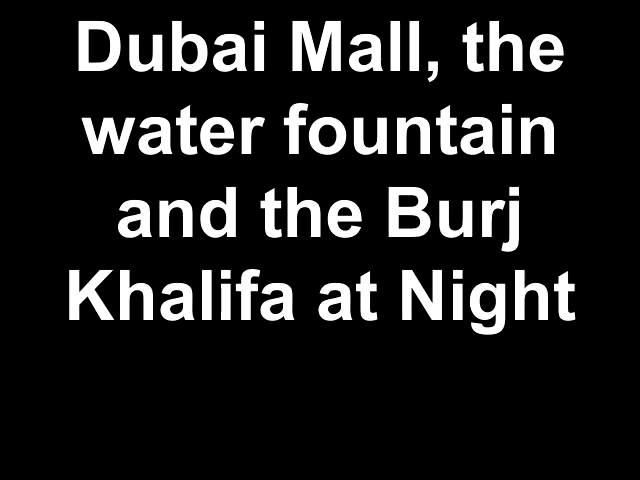 Dubai Mall, the
water fountain
and the Burj
Khalifa at Night